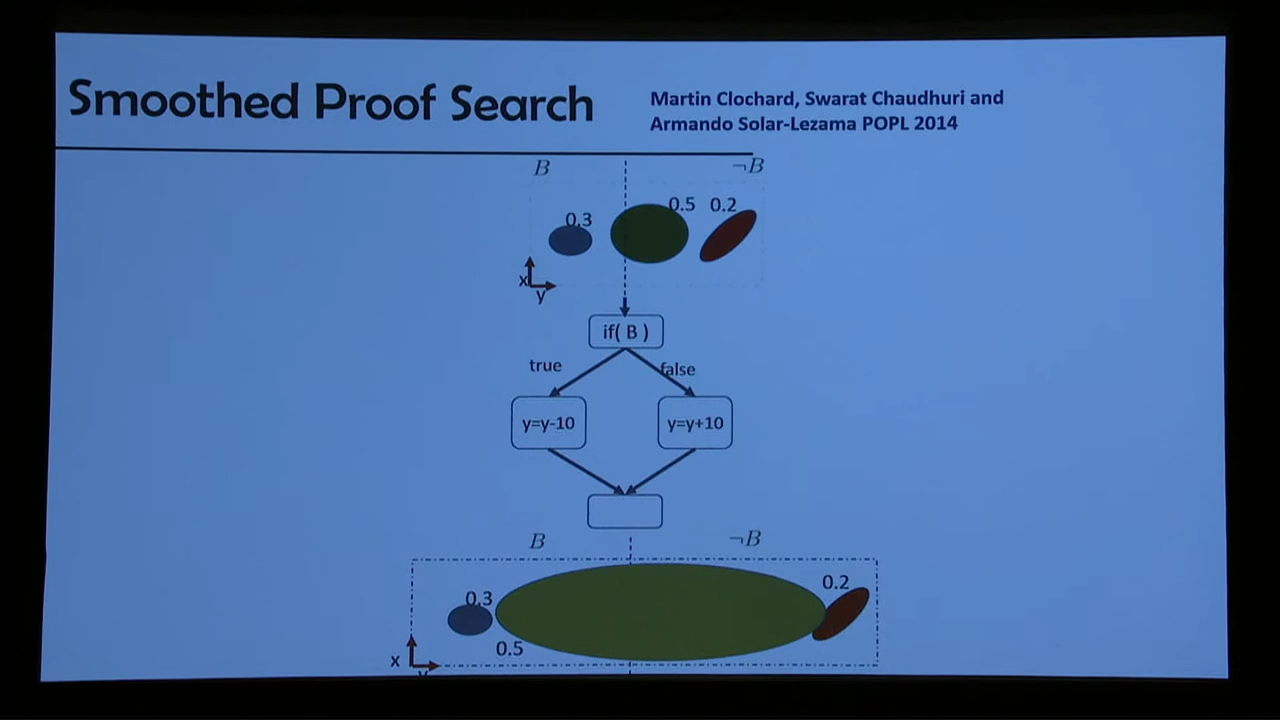 Smoothed Proof Search
Martin Clochard, Swarat Chaudhuri and
Armando Solar-Lezama POPL 2014
B
¬B
0.3
0.5
0.2
x
y
if( B )
true
false
y=y-10
y=y+10
B
¬B
0.3
0.2
0.5
x
y